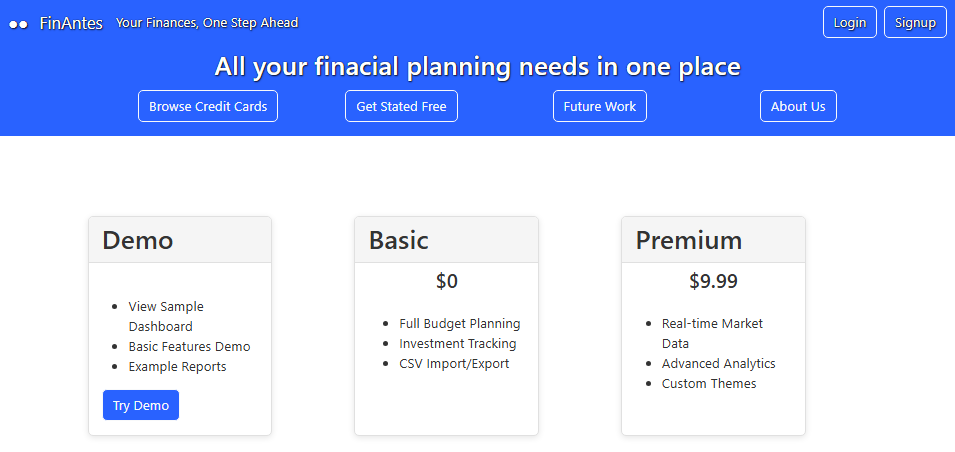 FinAntes Your Finances, One Step Ahead Login Signup
All your finacial planning needs in one place
Browse Credit Cards Get Stated Free Future Work About Us
Demo
View Sample
Dashboard
Basic Features Demo
Example Reports
Try Demo
Basic
$0
Full Budget Planning
Investment Tracking
CSV Import/Export
Premium
$9.99
Real-time Market
Data
Advanced Analytics
Custom Themes